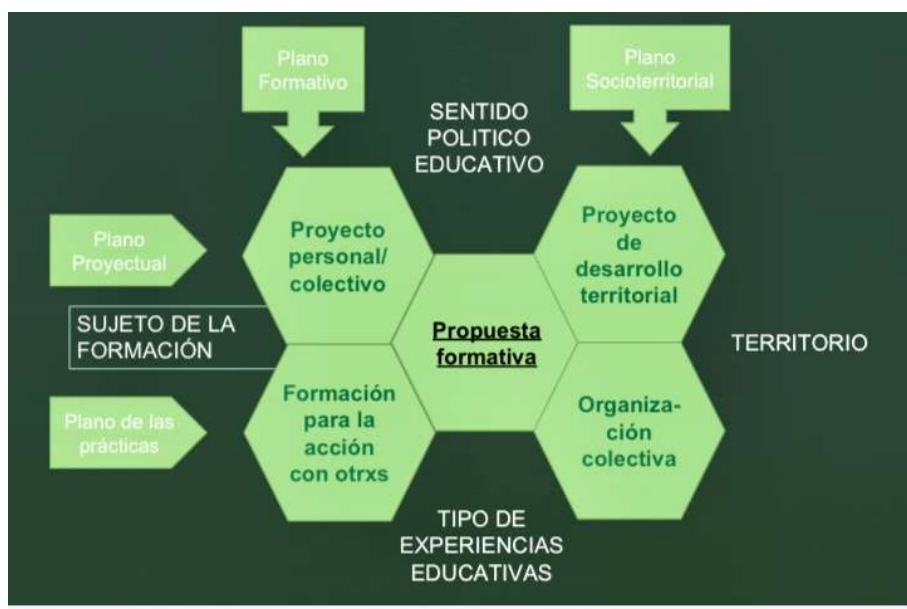 Plano
Formativo
Plano
Socioterritorial
SENTIDO
POLITICO
EDUCATIVO
Plano
Proyectual
Proyecto
personal/
colectivo
Proyecto
de
desarrollo
territorial
SUJETO DE LA
FORMACIÓN
Propuesta
formativa
TERRITORIO
Plano de las
prácticas
Formación
para la
acción
con otrxs
Organiza-
ción
colectiva
TIPO DE
EXPERIENCIAS
EDUCATIVAS